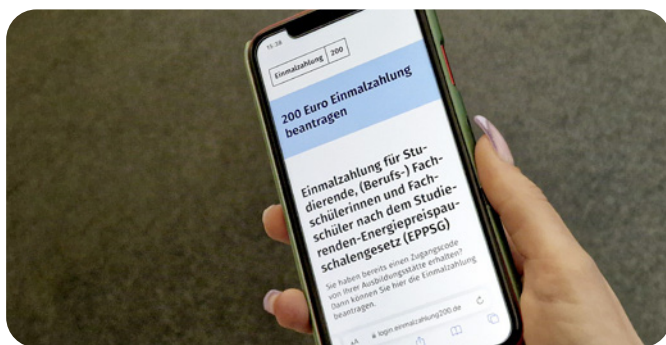 15:38
Einmalzahlung 200
200 Euro Einmalzahlung
beantragen
Einmalzahlung für Stu-
dierende, (Berufs-) Fach-
schülerinnen und Fach-
schüler nach dem Studie-
renden-Energiepreispau-
schalengesetz (EPPSG)
Sie haben bereits einen Zugangscode
von Ihrer Ausbildungsstätte erhalten?
Dann können Sie hier die Einmalzahlung
beantragen.
AA login.einmalzahlung200.de